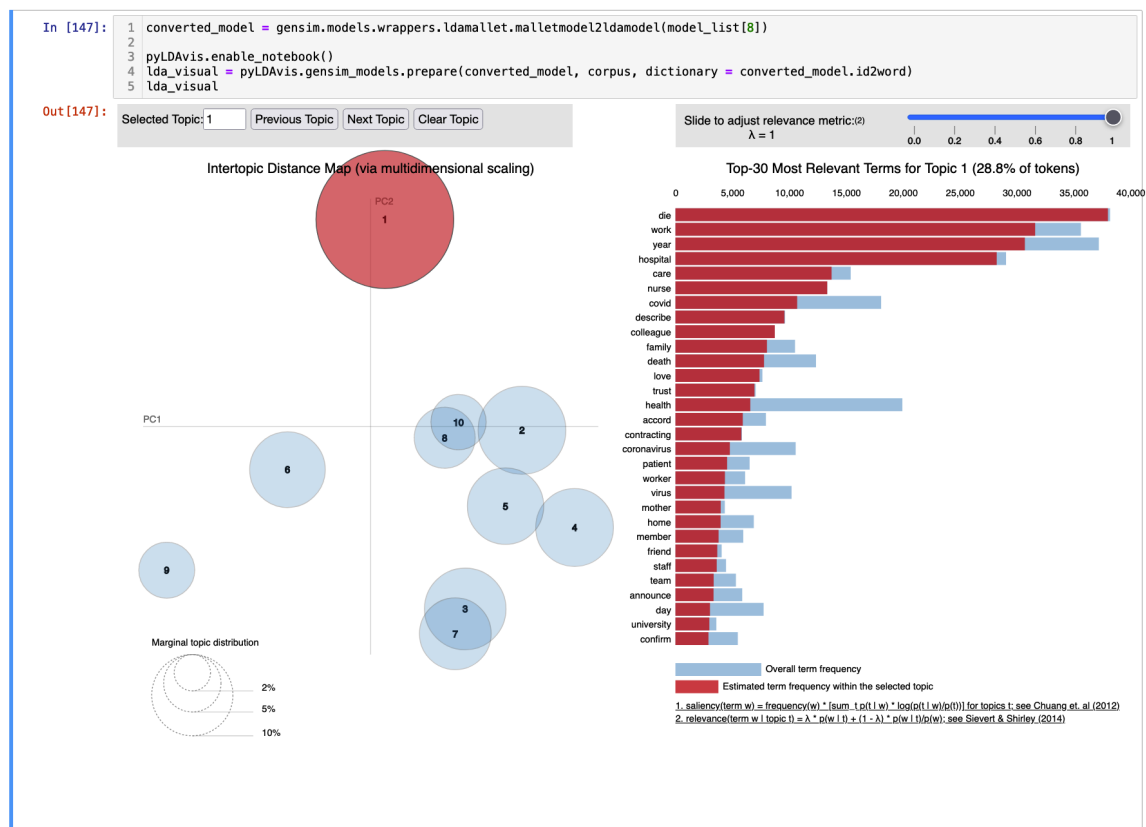 In [147]:
1 converted_model = gensim.models.wrappers.ldamallet.malletmodel2ldamodel(model_list[8])
2
3 pyLDAvis.enable_notebook()
4 lda_visual = pyLDAvis.gensim_models.prepare(converted_model, corpus, dictionary = converted_model.id2word)
5 lda_visual
Out[147]:
Selected Topic: 1 Previous Topic Next Topic Clear Topic
Slide to adjust relevance metric:(2)
λ = 1
0.0 0.2 0.4 0.6 0.8 1
Intertopic Distance Map (via multidimensional scaling)
PC2
1
PC1
10
2
8
6
5
4
9
3
7
Marginal topic distribution
2%
5%
10%
Top-30 Most Relevant Terms for Topic 1 (28.8% of tokens)
0 5,000 10,000 15,000 20,000 25,000 30,000 35,000 40,000
die
work
year
hospital
care
nurse
covid
describe
colleague
family
death
love
trust
health
accord
contracting
coronavirus
patient
worker
virus
mother
home
member
friend
staff
team
announce
day
university
confirm
Overall term frequency
Estimated term frequency within the selected topic
1. saliency(term w) = frequency(w) * [sum_t p(t | w) * log(p(t | w)/p(t))] for topics t; see Chuang et. al (2012)
2. relevance(term w | topic t) = λ * p(w | t) + (1 - λ) * p(w | t)/p(w); see Sievert & Shirley (2014)